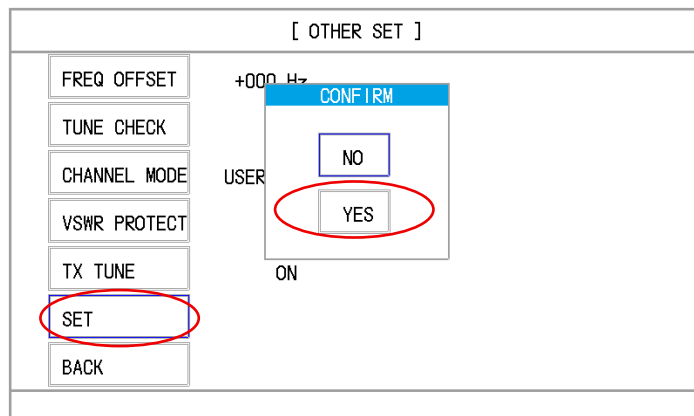 [ OTHER SET ]
FREQ OFFSET +000 Hz
CONFIRM
TUNE CHECK
NO
CHANNEL MODE USER
YES
VSWR PROTECT
TX TUNE ON
SET
BACK